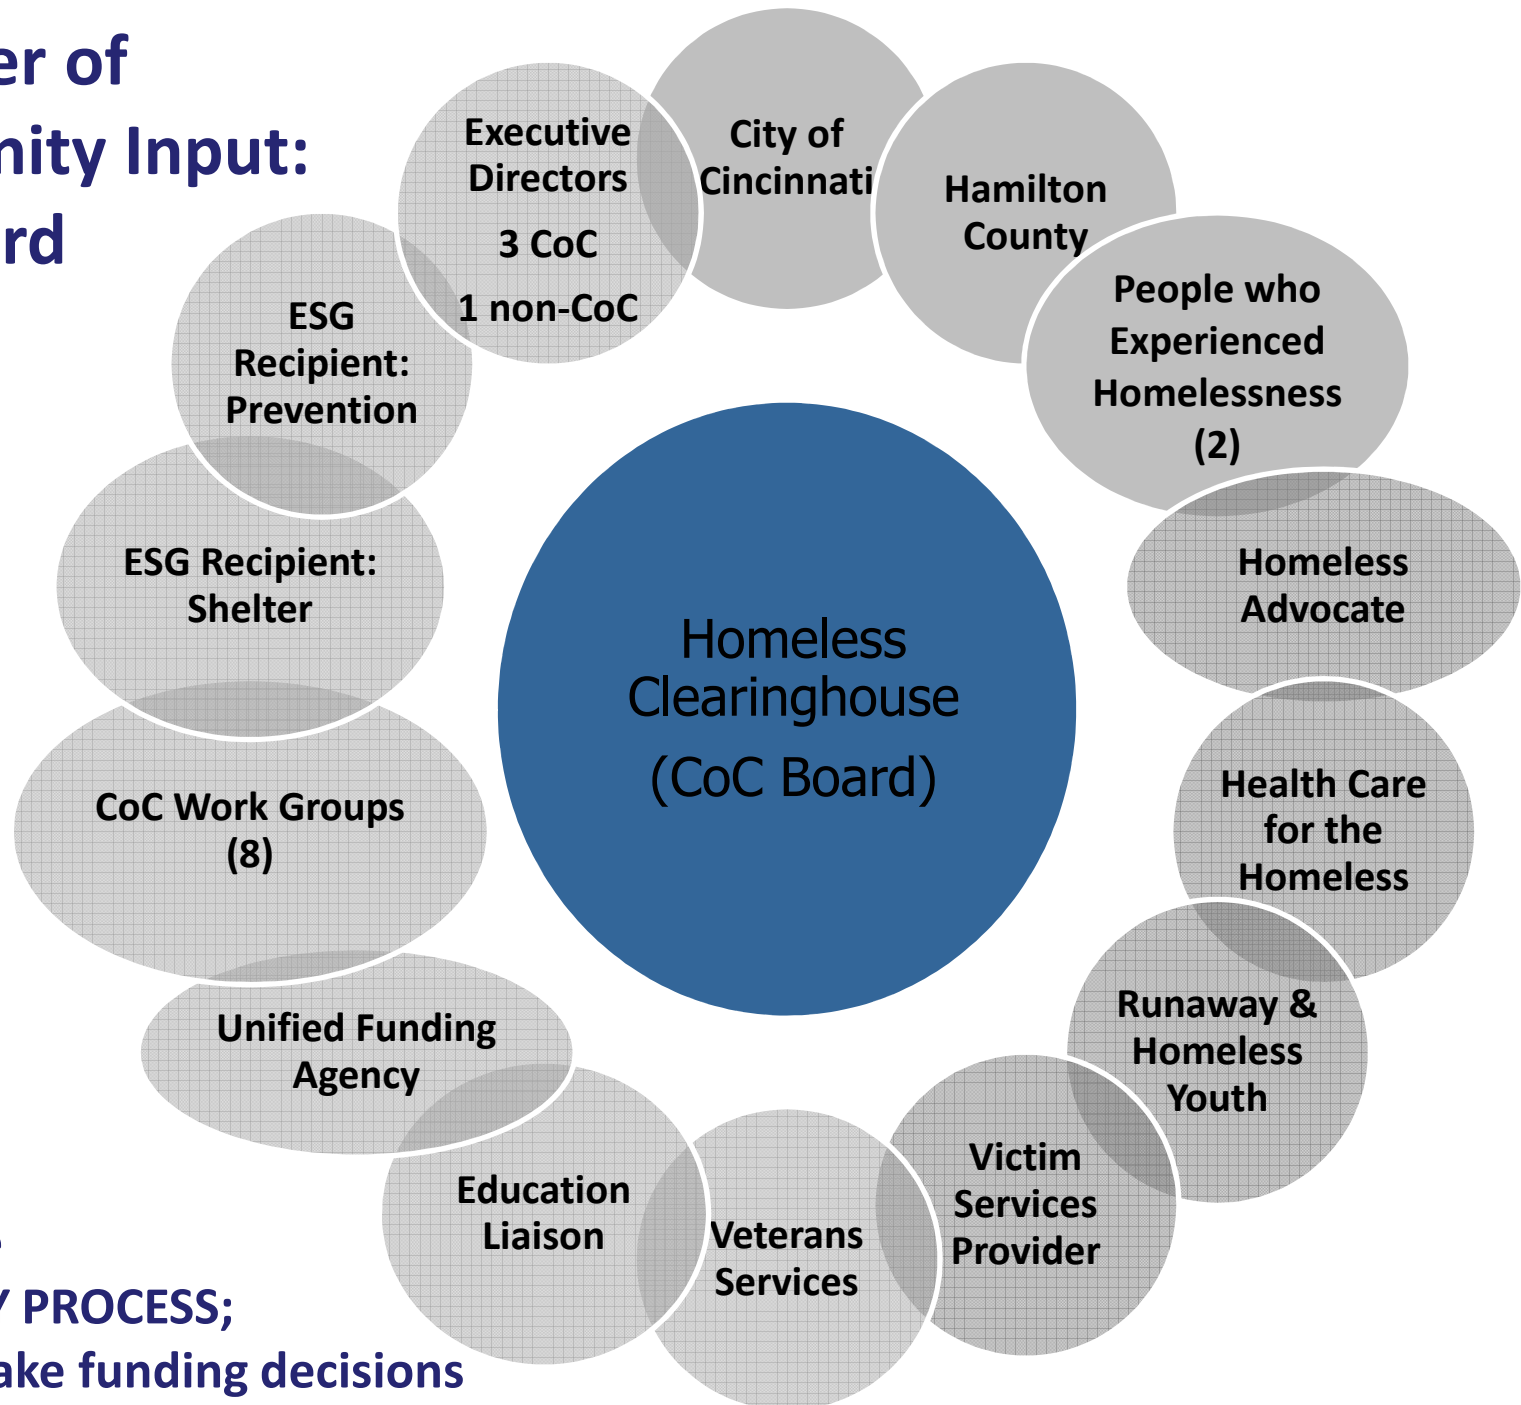 er of
nity Input:
rd
Executive
Directors
3 CoC
1 non-CoC
City of
Cincinnati
Hamilton
County
People who
Experienced
Homelessness
(2)
Homeless
Advocate
Health Care
for the
Homeless
Runaway &
Homeless
Youth
Victim
Services
Provider
Veterans
Services
Education
Liaison
Unified Funding
Agency
CoC Work Groups
(8)
ESG Recipient:
Shelter
ESG
Recipient:
Prevention
Homeless
Clearinghouse
(CoC Board)
PROCESS;
ake funding decisions